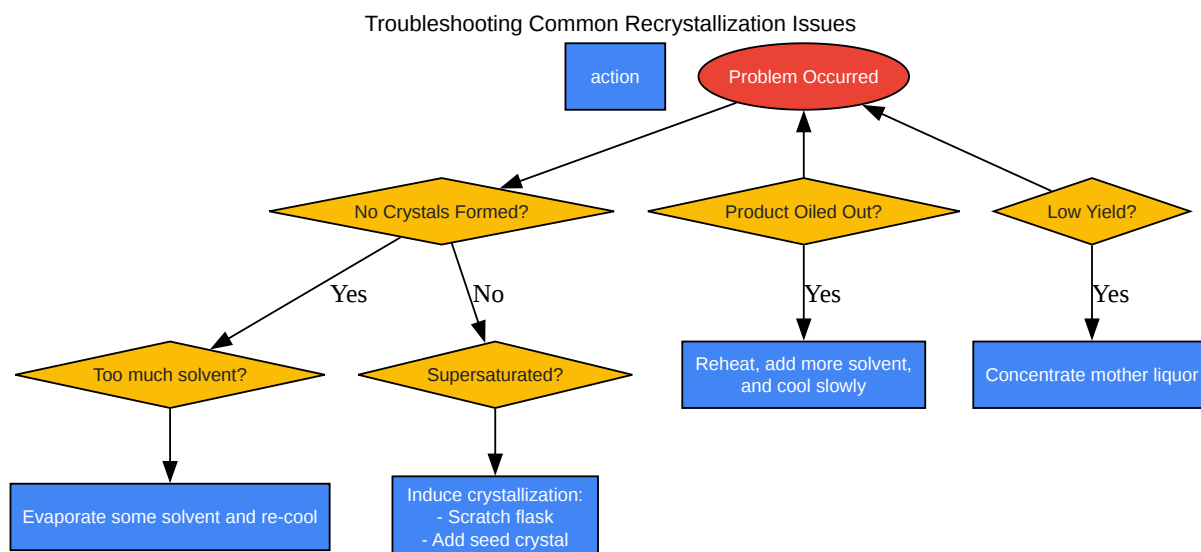 Troubleshooting Common Recrystallization Issues
action
Problem Occurred
No Crystals Formed?
Product Oiled Out?
Low Yield?
Yes
No
Yes
Yes
Too much solvent?
Supersaturated?
Reheat, add more solvent,
and cool slowly
Concentrate mother liquor
Evaporate some solvent and re-cool
Induce crystallization:
- Scratch flask
- Add seed crystal